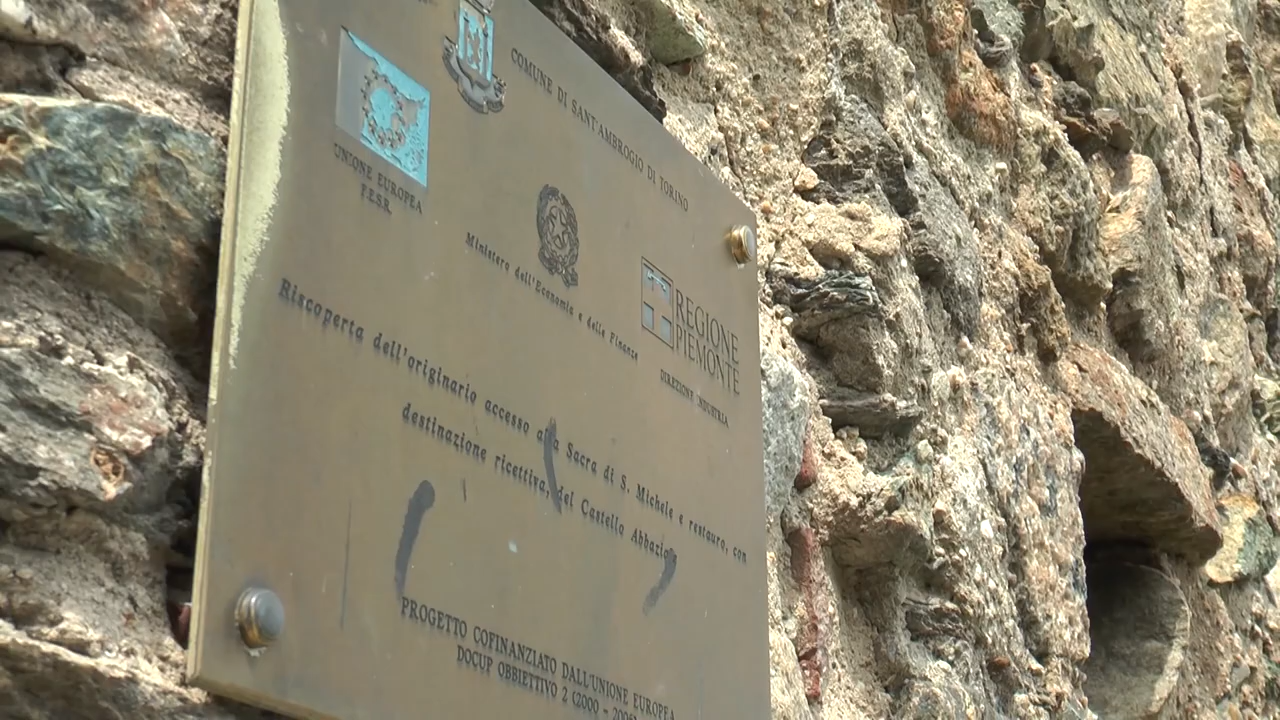 COMUNE DI SANT'AMBROGIO DI TORINO
UNIONE EUROPEA
F.E.S.R.
Ministero dell'Economia e delle Finanze
REGIONE
PIEMONTE
DIREZIONE INDUSTRIA
Riscoperta dell'originario accesso alla Sacra di S. Michele e restauro, con
destinazione ricettiva, del Castello Abbaziale
PROGETTO COFINANZIATO DALL'UNIONE EUROPEA
DOCUP OBBIETTIVO 2 (2000 - 2006)